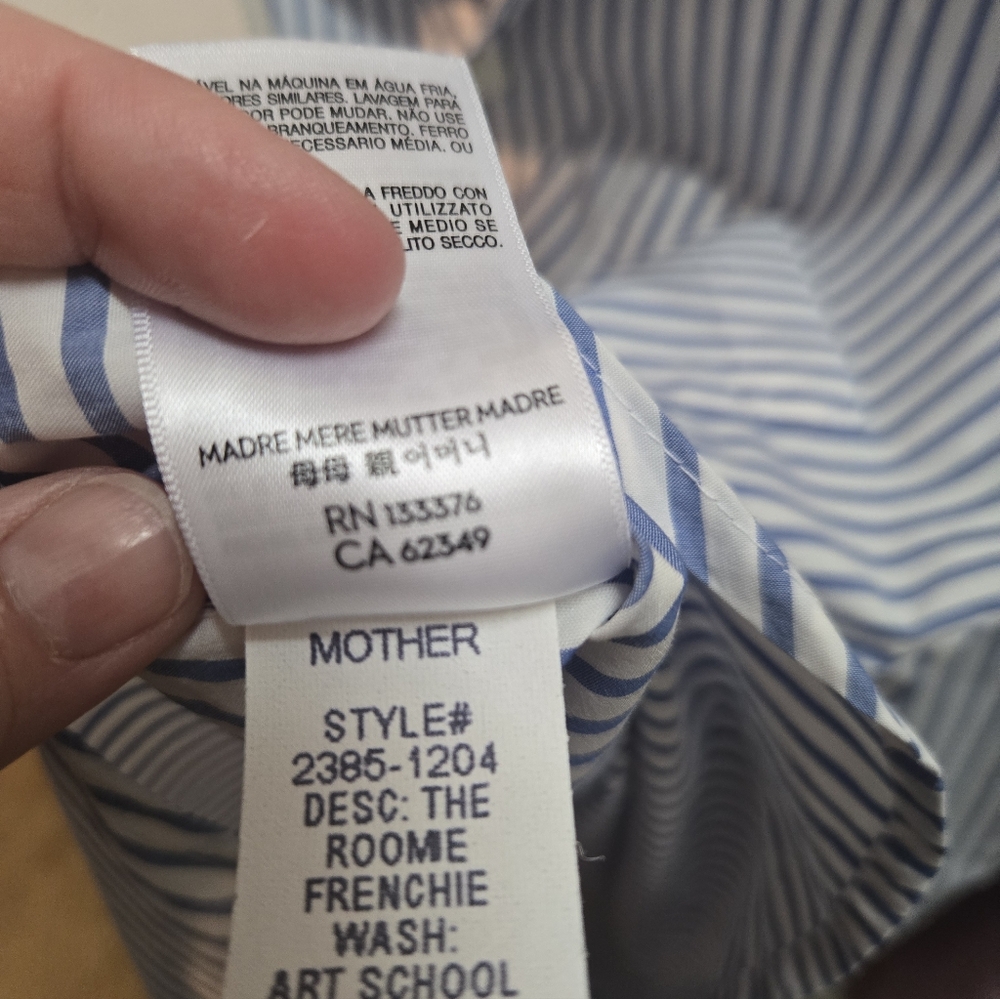 NA MÁQUINA EM ÁGUA FRIA,
SIMILARES. LAVAGEM PARA
PODE MUDAR. NÃO USE
BRANQUEAMENTO. FERRO
MÉDIA. OU
A FREDDO CON
UTILIZZATO
MEDIO SE
SECCO.
MADRE MERE MUTTER MADRE
母母 親 어머니
RN 133376
CA 62349
MOTHER
STYLE#
2385-1204
DESC: THE
ROOMIE
FRENCHIE
WASH:
ART SCHOOL